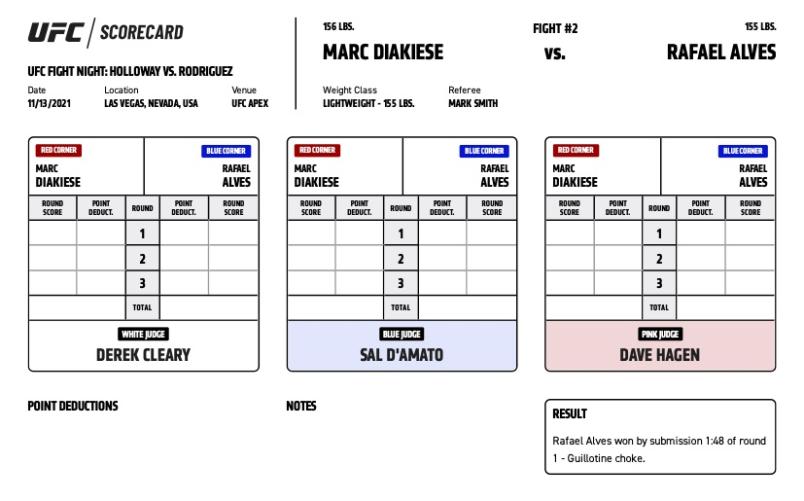 UFC SCORECARD
UFC FIGHT NIGHT: HOLLOWAY VS. RODRIGUEZ
Date Location Venue
11/13/2021 LAS VEGAS, NEVADA, USA UFC APEX
156 LBS. FIGHT #2 155 LBS.
MARC DIAKIESE VS. RAFAEL ALVES
Weight Class Referee
LIGHTWEIGHT - 155 LBS. MARK SMITH
RED CORNER BLUE CORNER
MARC RAFAEL
DIAKIESE ALVES
ROUND POINT ROUND POINT ROUND
SCORE DEDUCT. DEDUCT. SCORE
1
2
3
TOTAL
WHITE JUDGE
DEREK CLEARY
RED CORNER BLUE CORNER
MARC RAFAEL
DIAKIESE ALVES
ROUND POINT ROUND POINT ROUND
SCORE DEDUCT. DEDUCT. SCORE
1
2
3
TOTAL
BLUE JUDGE
SAL D'AMATO
RED CORNER BLUE CORNER
MARC RAFAEL
DIAKIESE ALVES
ROUND POINT ROUND POINT ROUND
SCORE DEDUCT. DEDUCT. SCORE
1
2
3
TOTAL
PINK JUDGE
DAVE HAGEN
POINT DEDUCTIONS
NOTES
RESULT
Rafael Alves won by submission 1:48 of round
1 - Guillotine choke.